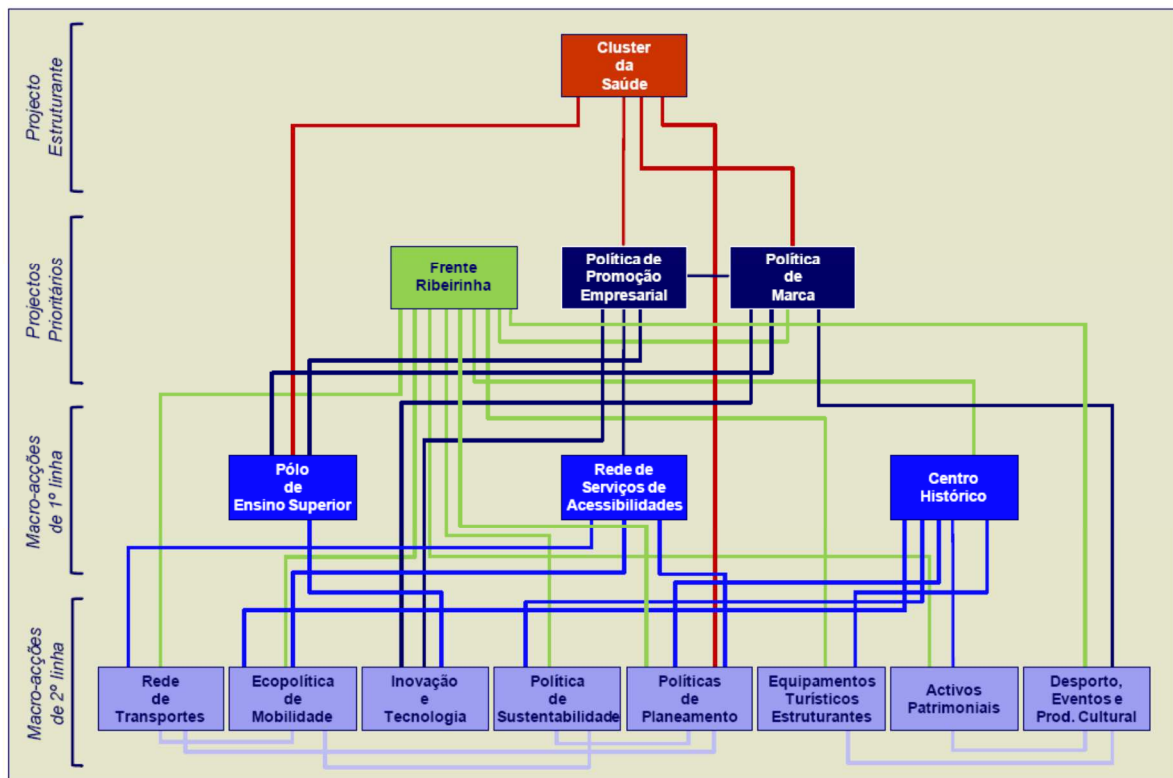 Projecto
Estruturante
Cluster
da
Saúde
Projectos
Prioritários
Frente
Ribeirinha
Política de
Promoção
Empresarial
Política
de
Marca
Macro-acções
de 1º linha
Pólo
de
Ensino Superior
Rede de
Serviços de
Acessibilidades
Centro
Histórico
Macro-acções
de 2º linha
Rede
de
Transportes
Ecopolítica
de
Mobilidade
Inovação
e
Tecnologia
Política
de
Sustentabilidade
Políticas
de
Planeamento
Equipamentos
Turísticos
Estruturantes
Activos
Patrimoniais
Desporto,
Eventos e
Prod. Cultural